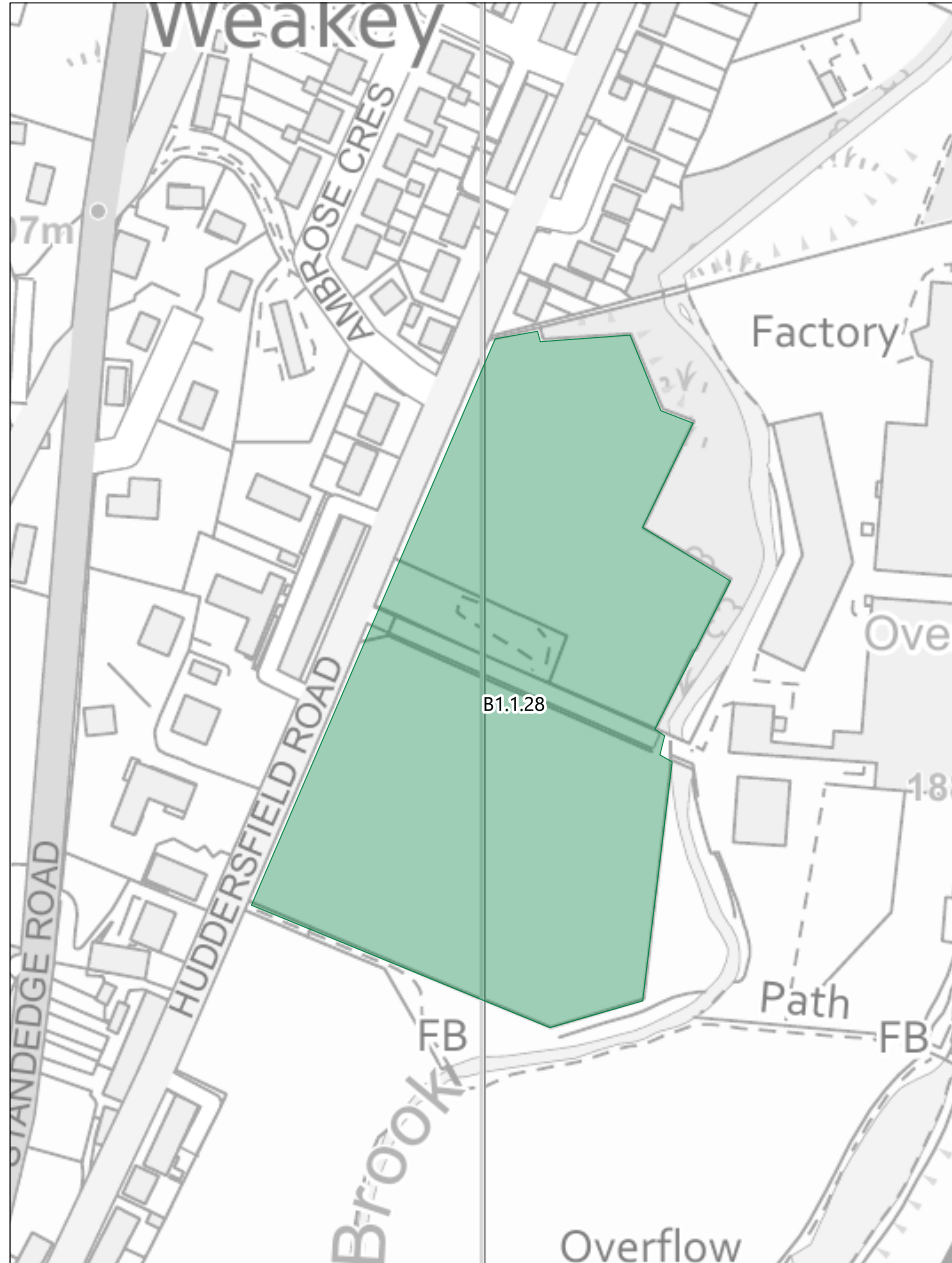 Weakey
AMBROSE CRES
07m
Factory
Ove
B1.1.28
HUDDERSFIELD ROAD
18
STANDEDGE ROAD
Path
FB
FB
Brook
Overflow